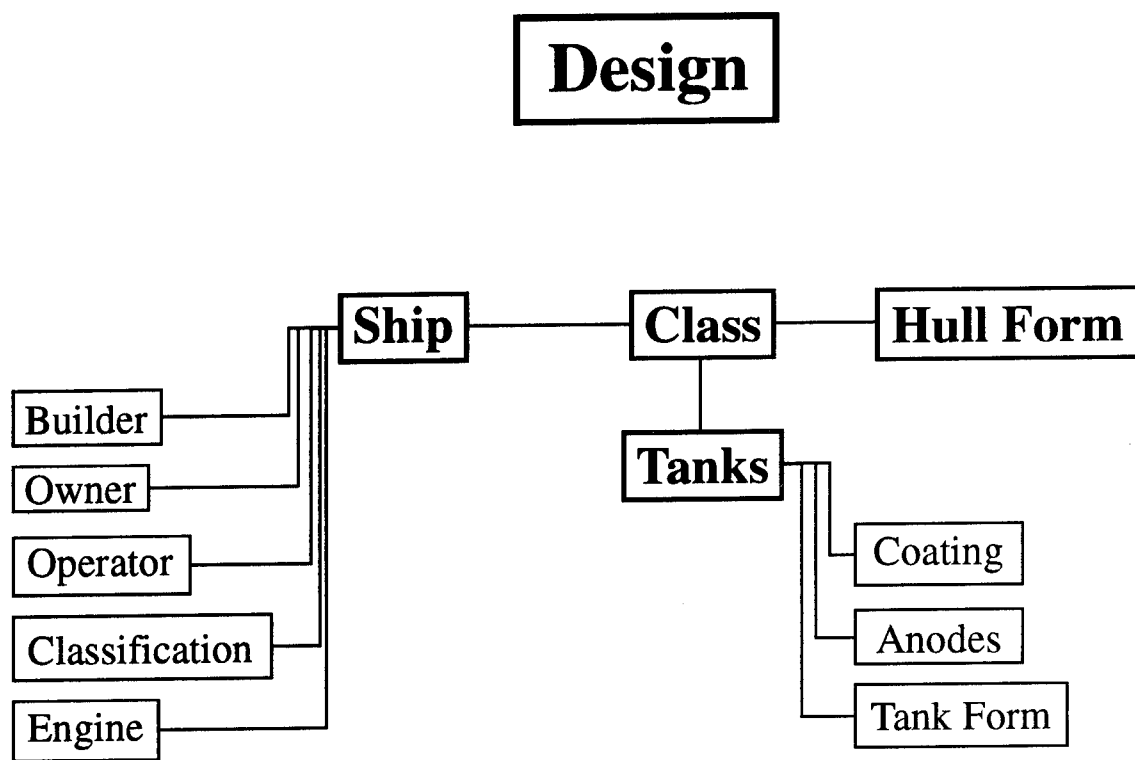 Design
Ship
Class
Hull Form
Builder
Owner
Operator
Classification
Engine
Tanks
Coating
Anodes
Tank Form